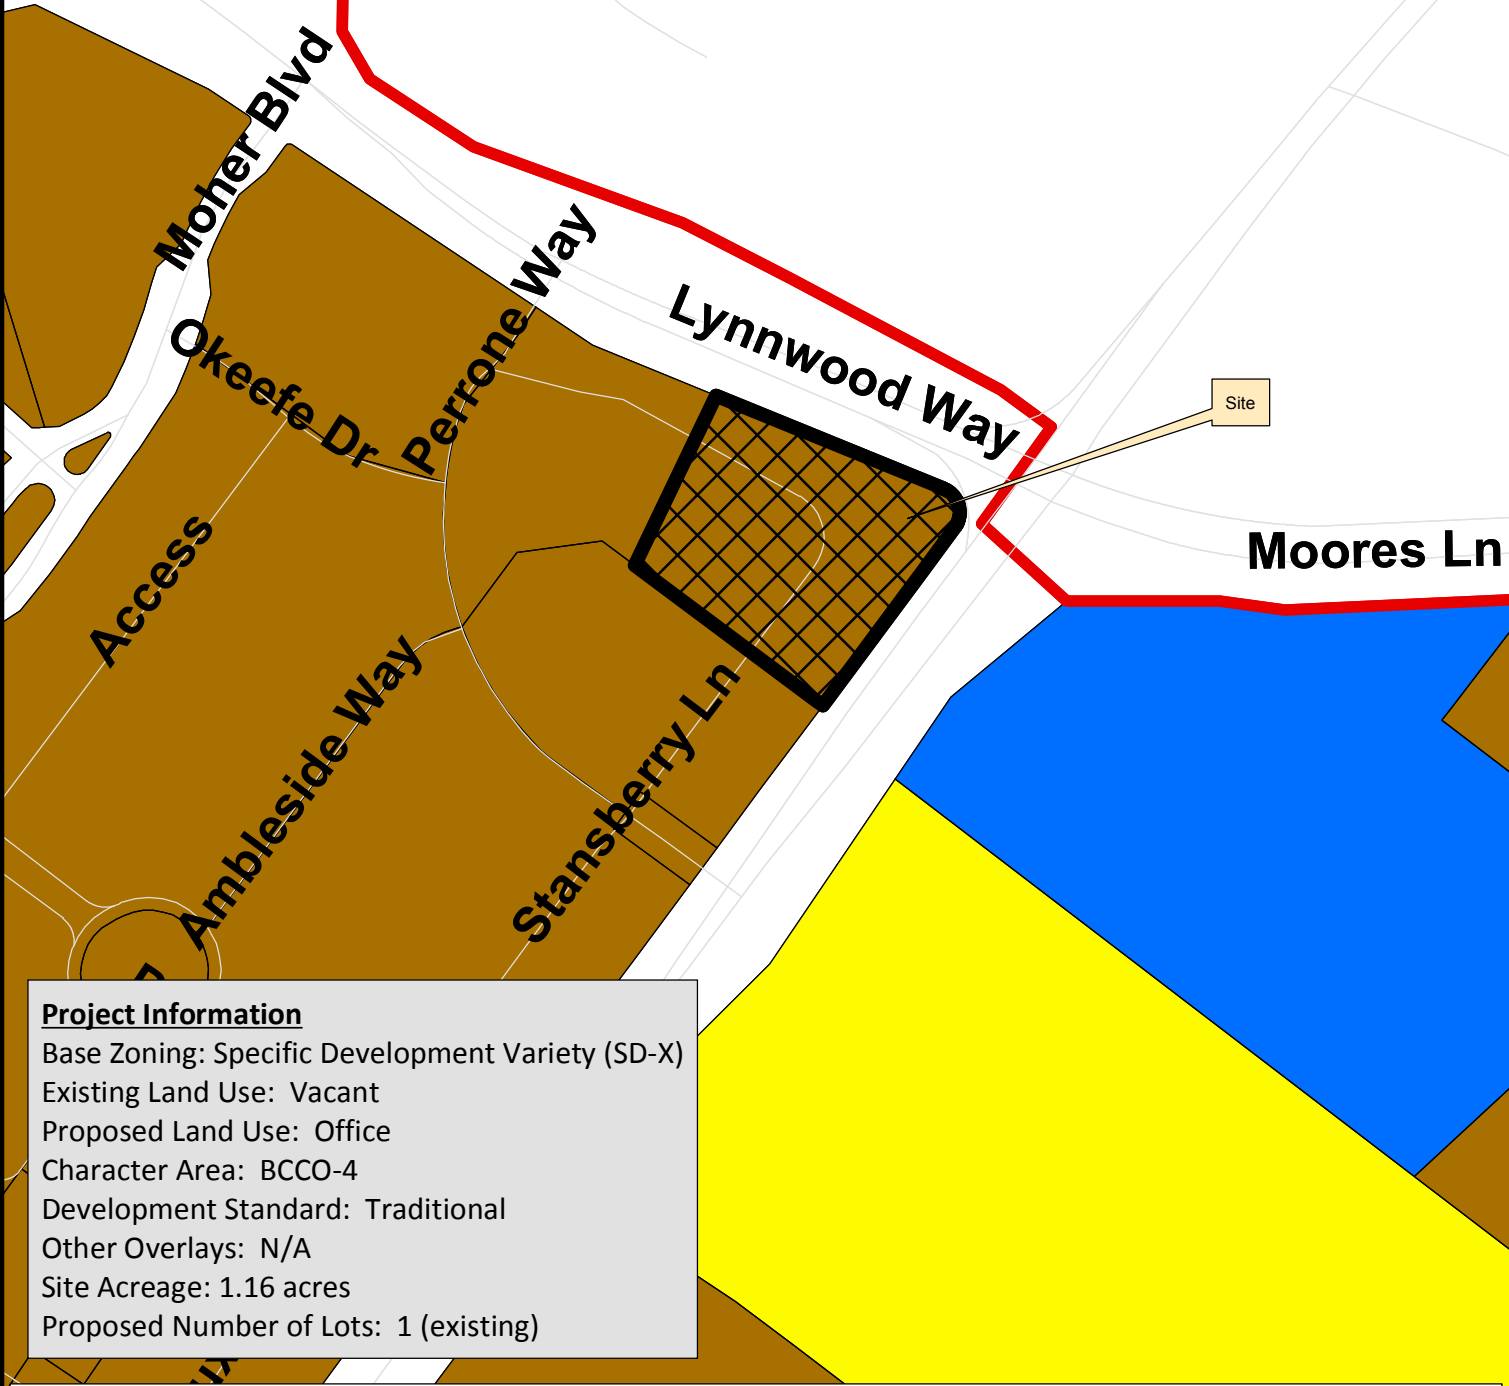 Moher Blvd
Perrone Way
Okeefe Dr
Lynnwood Way
Site
Moores Ln
Access
Ambleside Way
Stansberry Ln
Project Information
Base Zoning: Specific Development Variety (SD-X)
Existing Land Use: Vacant
Proposed Land Use: Office
Character Area: BCCO-4
Development Standard: Traditional
Other Overlays: N/A
Site Acreage: 1.16 acres
Proposed Number of Lots: 1 (existing)